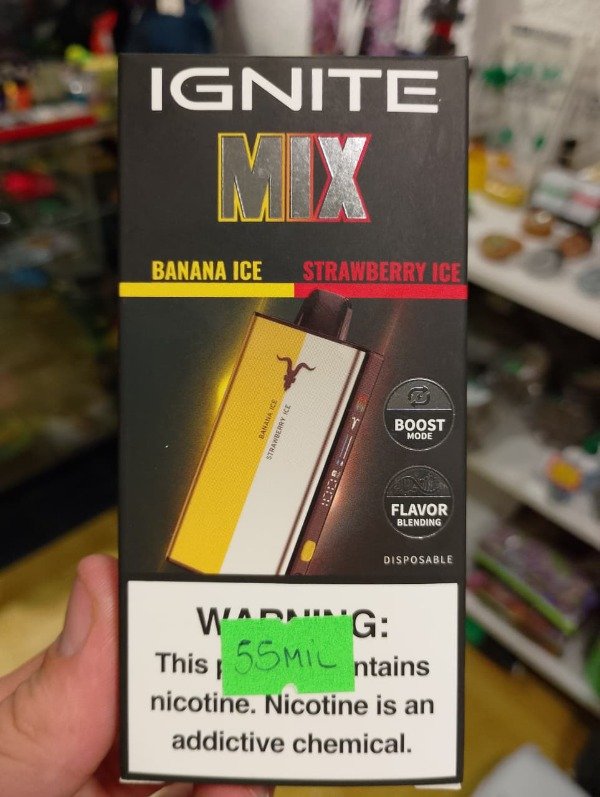 IGNITE
MIX
BANANA ICE STRAWBERRY ICE
BANANA ICE
STRAWBERRY ICE
100
BOOST
MODE
FLAVOR
BLENDING
DISPOSABLE
55MIL
This ntains
nicotine. Nicotine is an
addictive chemical.